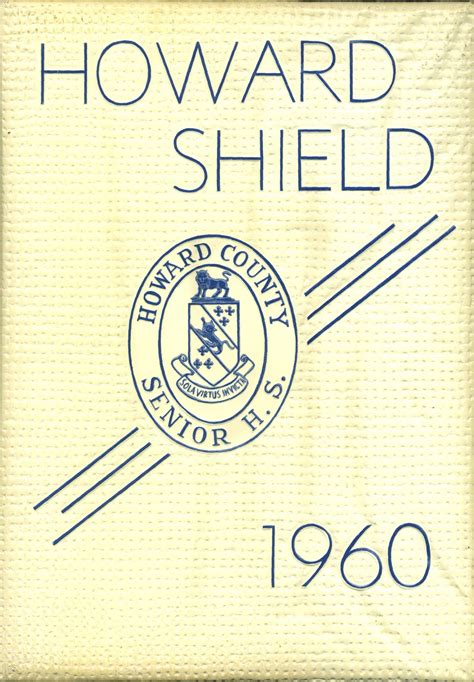 HOWARD
SHIELD
HOWARD COUNTY
SOLA VIRTUS INVICTA
SENIOR H. S.
1960